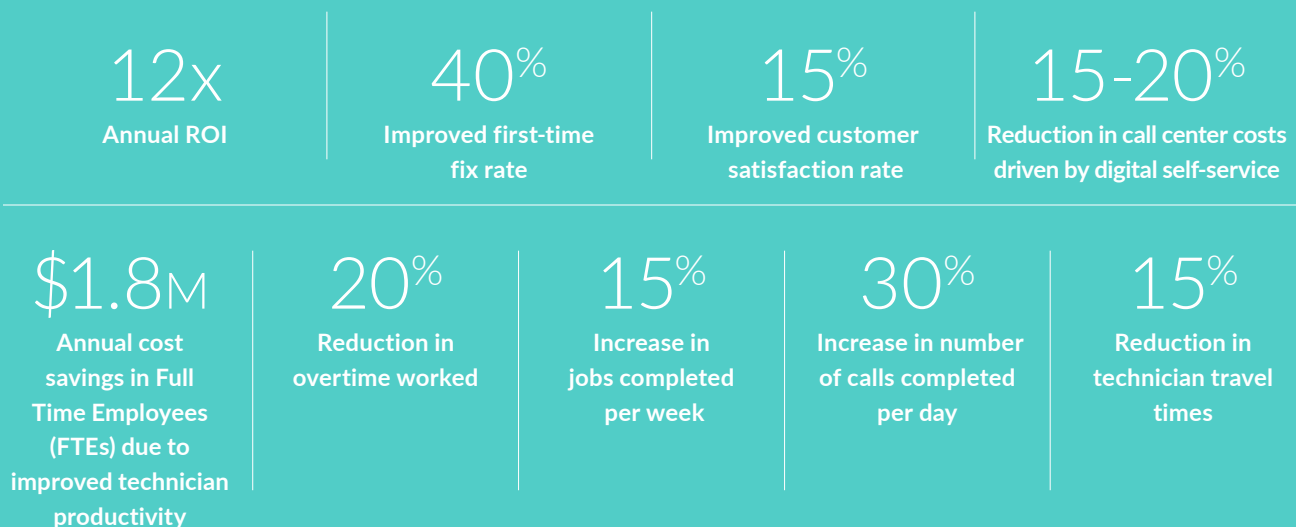 12x
Annual ROI
40%
Improved first-time
fix rate
15%
Improved customer
satisfaction rate
15-20%
Reduction in call center costs
driven by digital self-service
$1.8M
Annual cost
savings in Full
Time Employees
(FTEs) due to
improved technician
productivity
20%
Reduction in
overtime worked
15%
Increase in
jobs completed
per week
30%
Increase in number
of calls completed
per day
15%
Reduction in
technician travel
times